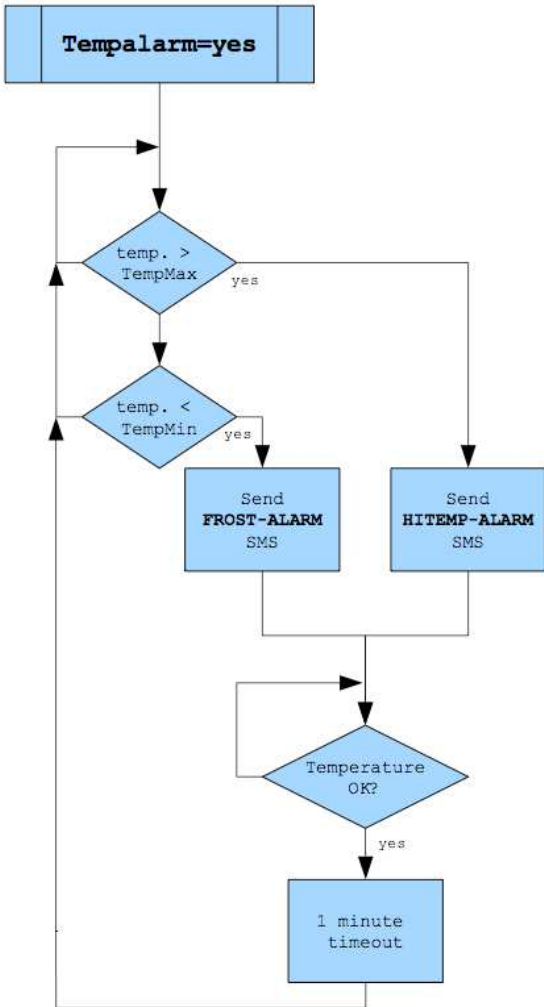 Tempalarm=yes
temp. >
TempMax
yes
temp. <
TempMin
yes
Send
FROST-ALARM
SMS
Send
HITEMP-ALARM
SMS
Temperature
OK?
yes
1 minute
timeout